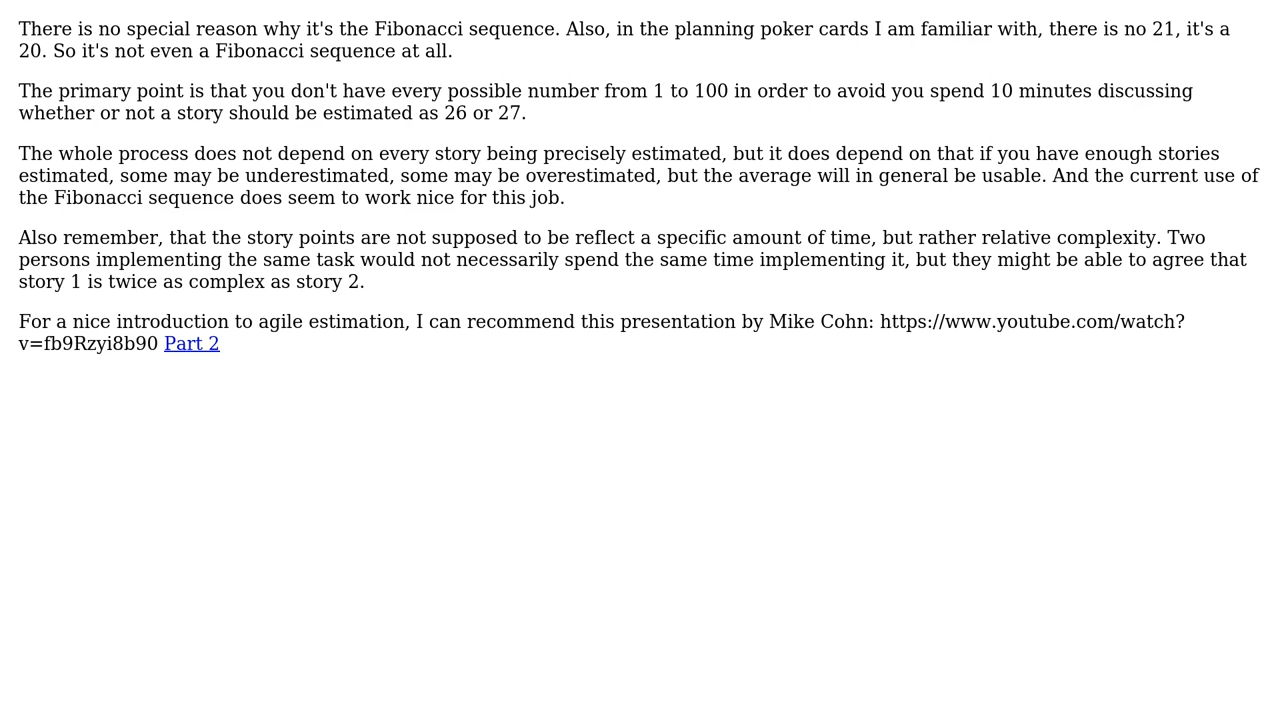 There is no special reason why it's the Fibonacci sequence. Also, in the planning poker cards I am familiar with, there is no 21, it's a
20. So it's not even a Fibonacci sequence at all.
The primary point is that you don't have every possible number from 1 to 100 in order to avoid you spend 10 minutes discussing
whether or not a story should be estimated as 26 or 27.
The whole process does not depend on every story being precisely estimated, but it does depend on that if you have enough stories
estimated, some may be underestimated, some may be overestimated, but the average will in general be usable. And the current use of
the Fibonacci sequence does seem to work nice for this job.
Also remember, that the story points are not supposed to be reflect a specific amount of time, but rather relative complexity. Two
persons implementing the same task would not necessarily spend the same time implementing it, but they might be able to agree that
story 1 is twice as complex as story 2.
For a nice introduction to agile estimation, I can recommend this presentation by Mike Cohn: https://www.youtube.com/watch?
v=fb9Rzyi8b90 Part 2